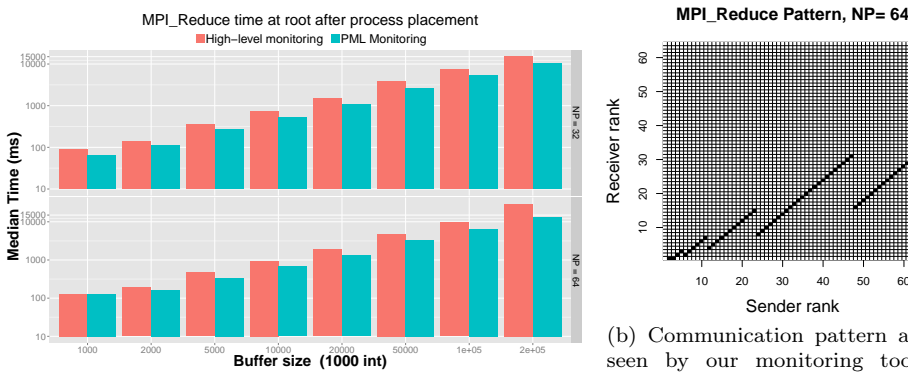 MPI_Reduce time at root after process placement
High-level monitoring PML Monitoring
Median Time (ms)
15000
10000
1000
100
10
NP = 32
15000
10000
1000
100
10
NP = 64
1000 2000 5000 10000 20000 50000 1e+05 2e+05
Buffer size (1000 int)
MPI_Reduce Pattern, NP= 64
Receiver rank
60
50
40
30
20
10
10 20 30 40 50 60
Sender rank
(b) Communication pattern a
seen by our monitoring too